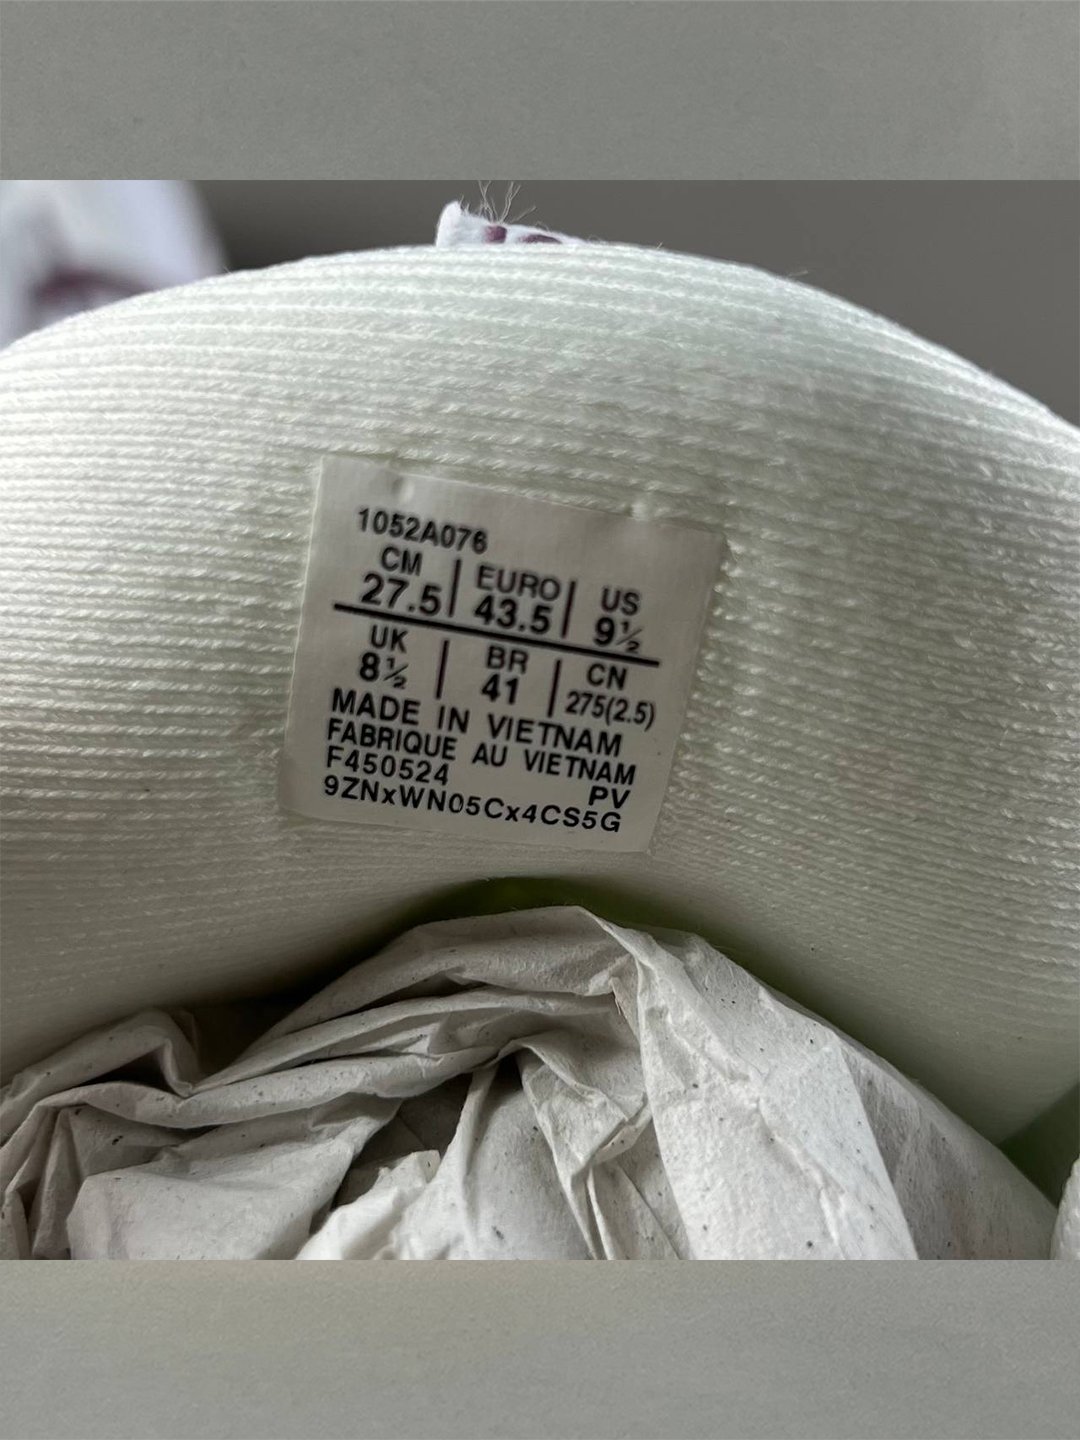 1052A076
CM | EURO | US
27.5 | 43.5 | 9½
UK | BR | CN
8½ | 41 | 275(2.5)
MADE IN VIETNAM
FABRIQUE AU VIETNAM
F450524 PV
9ZNxWN05Cx4CS5G